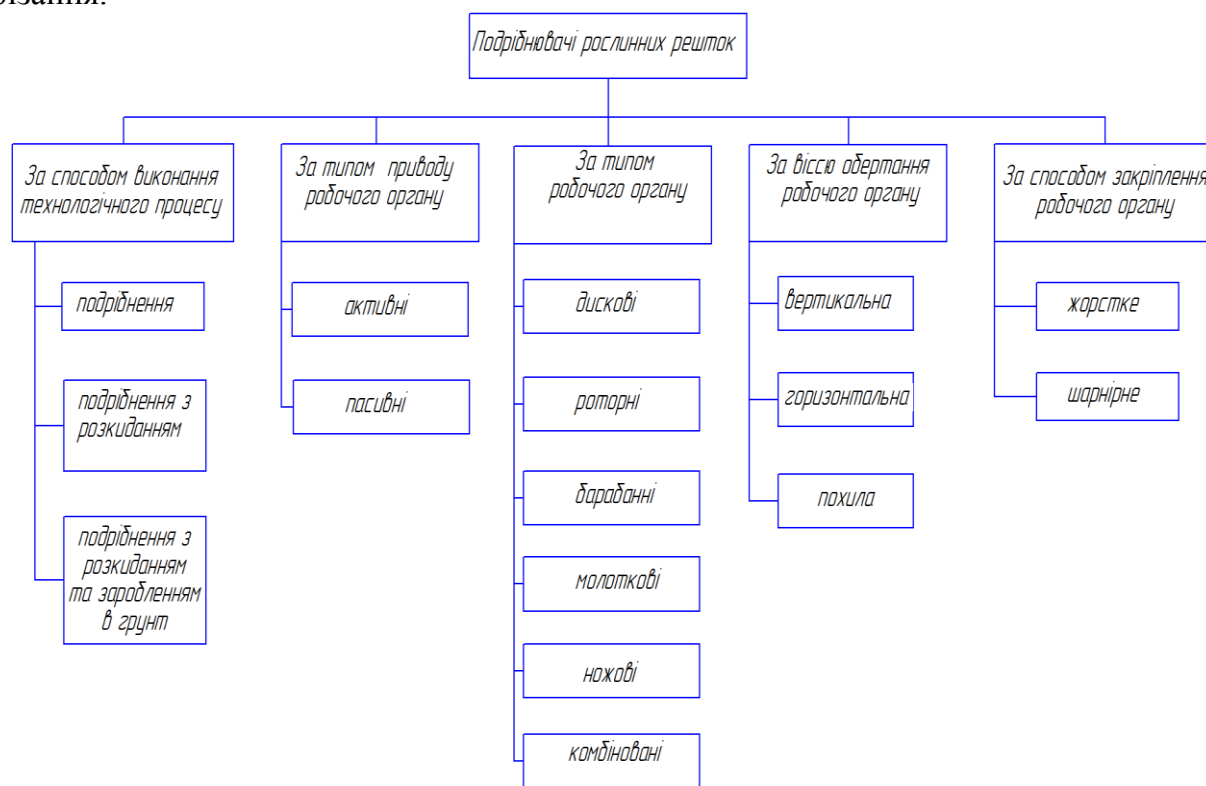 різання.
Подрібнювачі рослинних решток
За способом виконання
технологічного процесу
подрібнення
подрібнення з
розкиданням
подрібнення з
розкиданням
та заробленням
в грунт
За типом приводу
робочого органу
активні
пасивні
За типом
робочого органу
дискові
роторні
барабанні
молоткові
ножові
комбіновані
За віссю обертання
робочого органу
вертикальна
горизонтальна
похила
За способом закріплення
робочого органу
жорстке
шарнірне